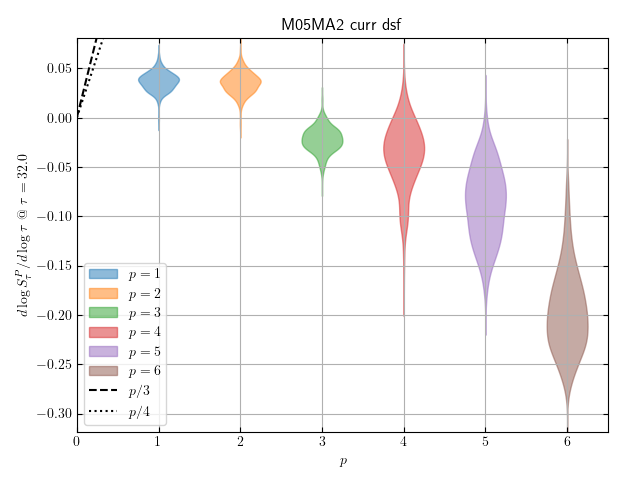 M05MA2 curr dsf
d log S_τ^P / d log τ @ τ = 32.0
0.05
0.00
−0.05
−0.10
−0.15
−0.20
−0.25
−0.30
p = 1
p = 2
p = 3
p = 4
p = 5
p = 6
p/3
p/4
0 1 2 3 4 5 6
p